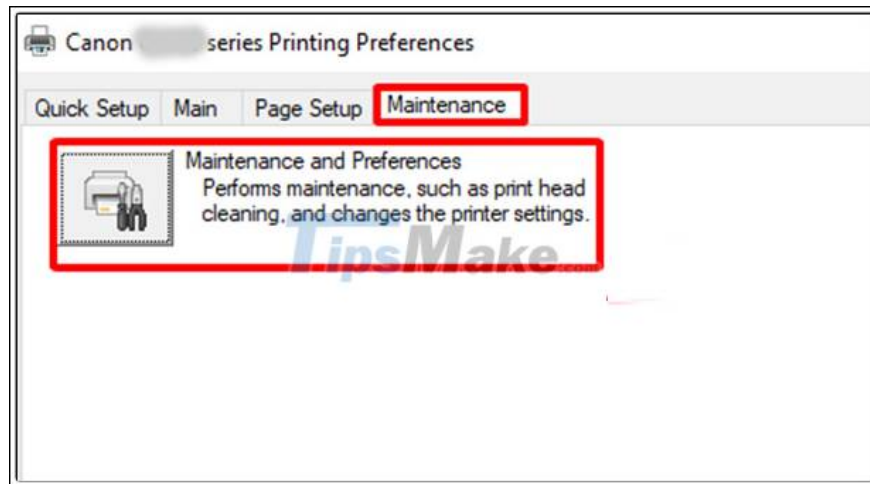 Canon series Printing Preferences
Quick Setup Main Page Setup Maintenance
Maintenance and Preferences
Performs maintenance, such as print head
cleaning, and changes the printer settings.
TipsMake.com